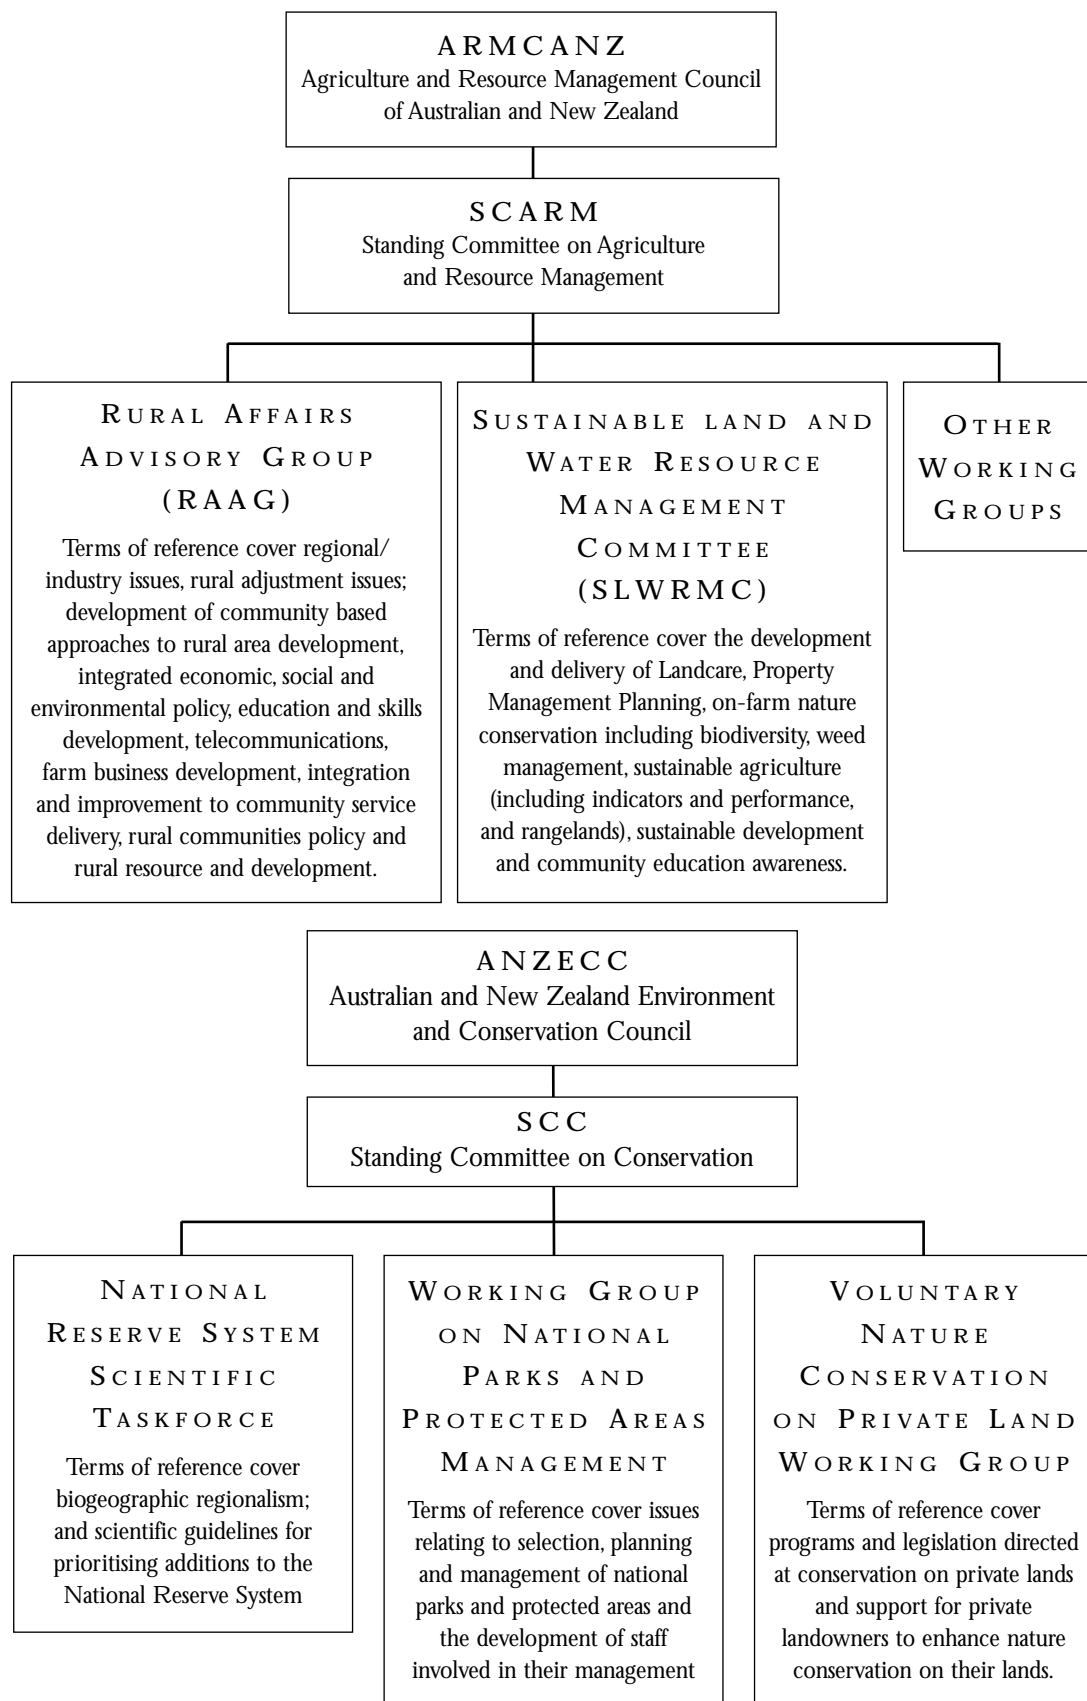 ARMCANZ
Agriculture and Resource Management Council
of Australian and New Zealand
SCARM
Standing Committee on Agriculture
and Resource Management
RURAL AFFAIRS
ADVISORY GROUP
(RAAG)
Terms of reference cover regional/
industry issues, rural adjustment issues;
development of community based
approaches to rural area development,
integrated economic, social and
environmental policy, education and skills
development, telecommunications,
farm business development, integration
and improvement to community service
delivery, rural communities policy and
rural resource and development.
SUSTAINABLE LAND AND
WATER RESOURCE
MANAGEMENT
COMMITTEE
(SLWRMC)
Terms of reference cover the development
and delivery of Landcare, Property
Management Planning, on-farm nature
conservation including biodiversity, weed
management, sustainable agriculture
(including indicators and performance,
and rangelands), sustainable development
and community education awareness.
OTHER
WORKING
GROUPS
ANZECC
Australian and New Zealand Environment
and Conservation Council
SCC
Standing Committee on Conservation
NATIONAL
RESERVE SYSTEM
SCIENTIFIC
TASKFORCE
Terms of reference cover
biogeographic regionalism;
and scientific guidelines for
prioritising additions to the
National Reserve System
WORKING GROUP
ON NATIONAL
PARKS AND
PROTECTED AREAS
MANAGEMENT
Terms of reference cover issues
relating to selection, planning
and management of national
parks and protected areas and
the development of staff
involved in their management
VOLUNTARY
NATURE
CONSERVATION
ON PRIVATE LAND
WORKING GROUP
Terms of reference cover
programs and legislation directed
at conservation on private lands
and support for private
landowners to enhance nature
conservation on their lands.